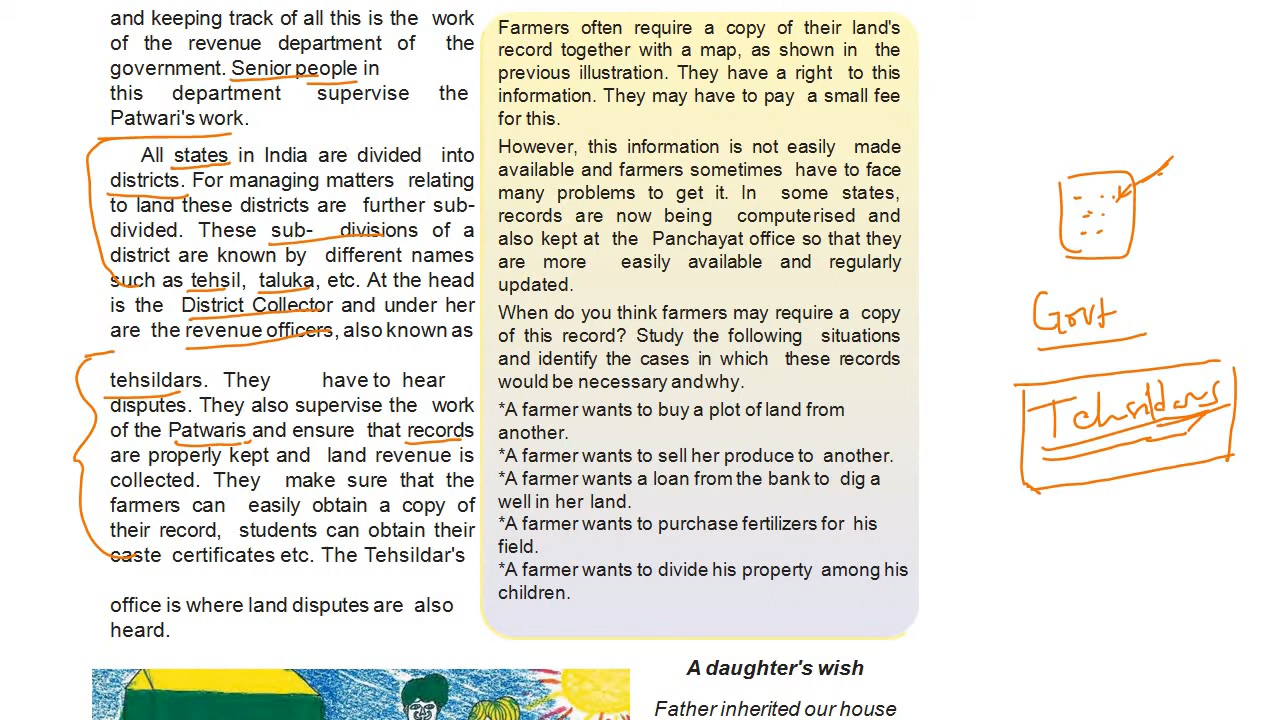 and keeping track of all this is the work
of the revenue department of the
government. Senior people in
this department supervise the
Patwari's work.
All states in India are divided into
districts. For managing matters relating
to land these districts are further sub-
divided. These sub- divisions of a
district are known by different names
such as tehsil, taluka, etc. At the head
is the District Collector and under her
are the revenue officers, also known as
tehsildars. They have to hear
disputes. They also supervise the work
of the Patwaris and ensure that records
are properly kept and land revenue is
collected. They make sure that the
farmers can easily obtain a copy of
their record, students can obtain their
caste certificates etc. The Tehsildar's
office is where land disputes are also
heard.
Farmers often require a copy of their land's
record together with a map, as shown in the
previous illustration. They have a right to this
information. They may have to pay a small fee
for this.
However, this information is not easily made
available and farmers sometimes have to face
many problems to get it. In some states,
records are now being computerised and
also kept at the Panchayat office so that they
are more easily available and regularly
updated.
When do you think farmers may require a copy
of this record? Study the following situations
and identify the cases in which these records
would be necessary andwhy.
*A farmer wants to buy a plot of land from
another.
*A farmer wants to sell her produce to another.
*A farmer wants a loan from the bank to dig a
well in her land.
*A farmer wants to purchase fertilizers for his
field.
*A farmer wants to divide his property among his
children.
A daughter's wish
Father inherited our house
Govt
Tehsildars